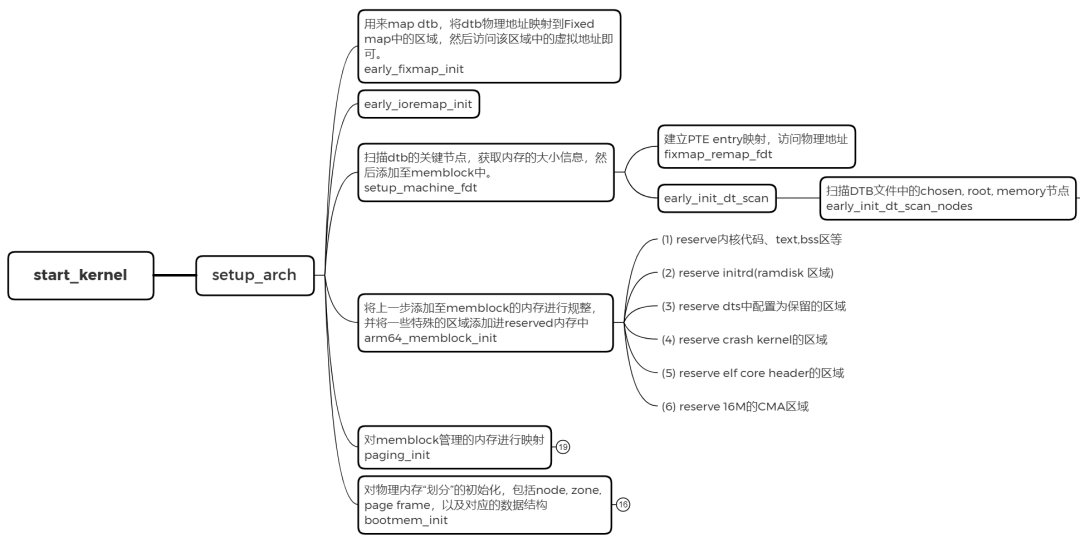 start_kernel
setup_arch
用来map dtb，将dtb物理地址映射到Fixed
map中的区域，然后访问该区域中的虚拟地址即
可。
early_fixmap_init
early_ioremap_init
扫描dtb的关键节点，获取内存的大小信息，然
后添加至memblock中。
setup_machine_fdt
建立PTE entry映射，访问物理地址
fixmap_remap_fdt
early_init_dt_scan
扫描DTB文件中的chosen, root, memory节点
early_init_dt_scan_nodes
将上一步添加至memblock的内存进行规整，
并将一些特殊的区域添加进reserved内存中
arm64_memblock_init
(1) reserve内核代码、text,bss区等
(2) reserve initrd(ramdisk 区域)
(3) reserve dts中配置为保留的区域
(4) reserve crash kernel的区域
(5) reserve elf core header的区域
(6) reserve 16M的CMA区域
对memblock管理的内存进行映射
paging_init
19
对物理内存“划分”的初始化，包括node, zone,
page frame，以及对应的数据结构
bootmem_init
16